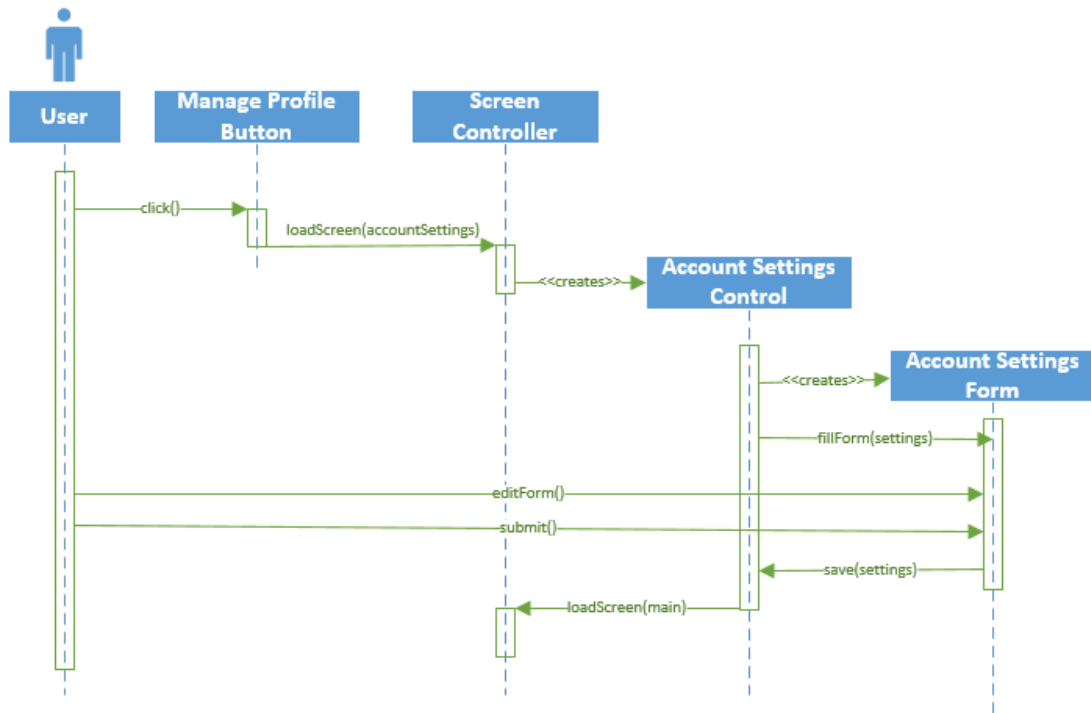 User
Manage Profile
Button
Screen
Controller
click()
loadScreen(accountSettings)
<<creates>>
Account Settings
Control
Account Settings
Form
<<creates>>
fillForm(settings)
editForm()
submit()
save(settings)
loadScreen(main)